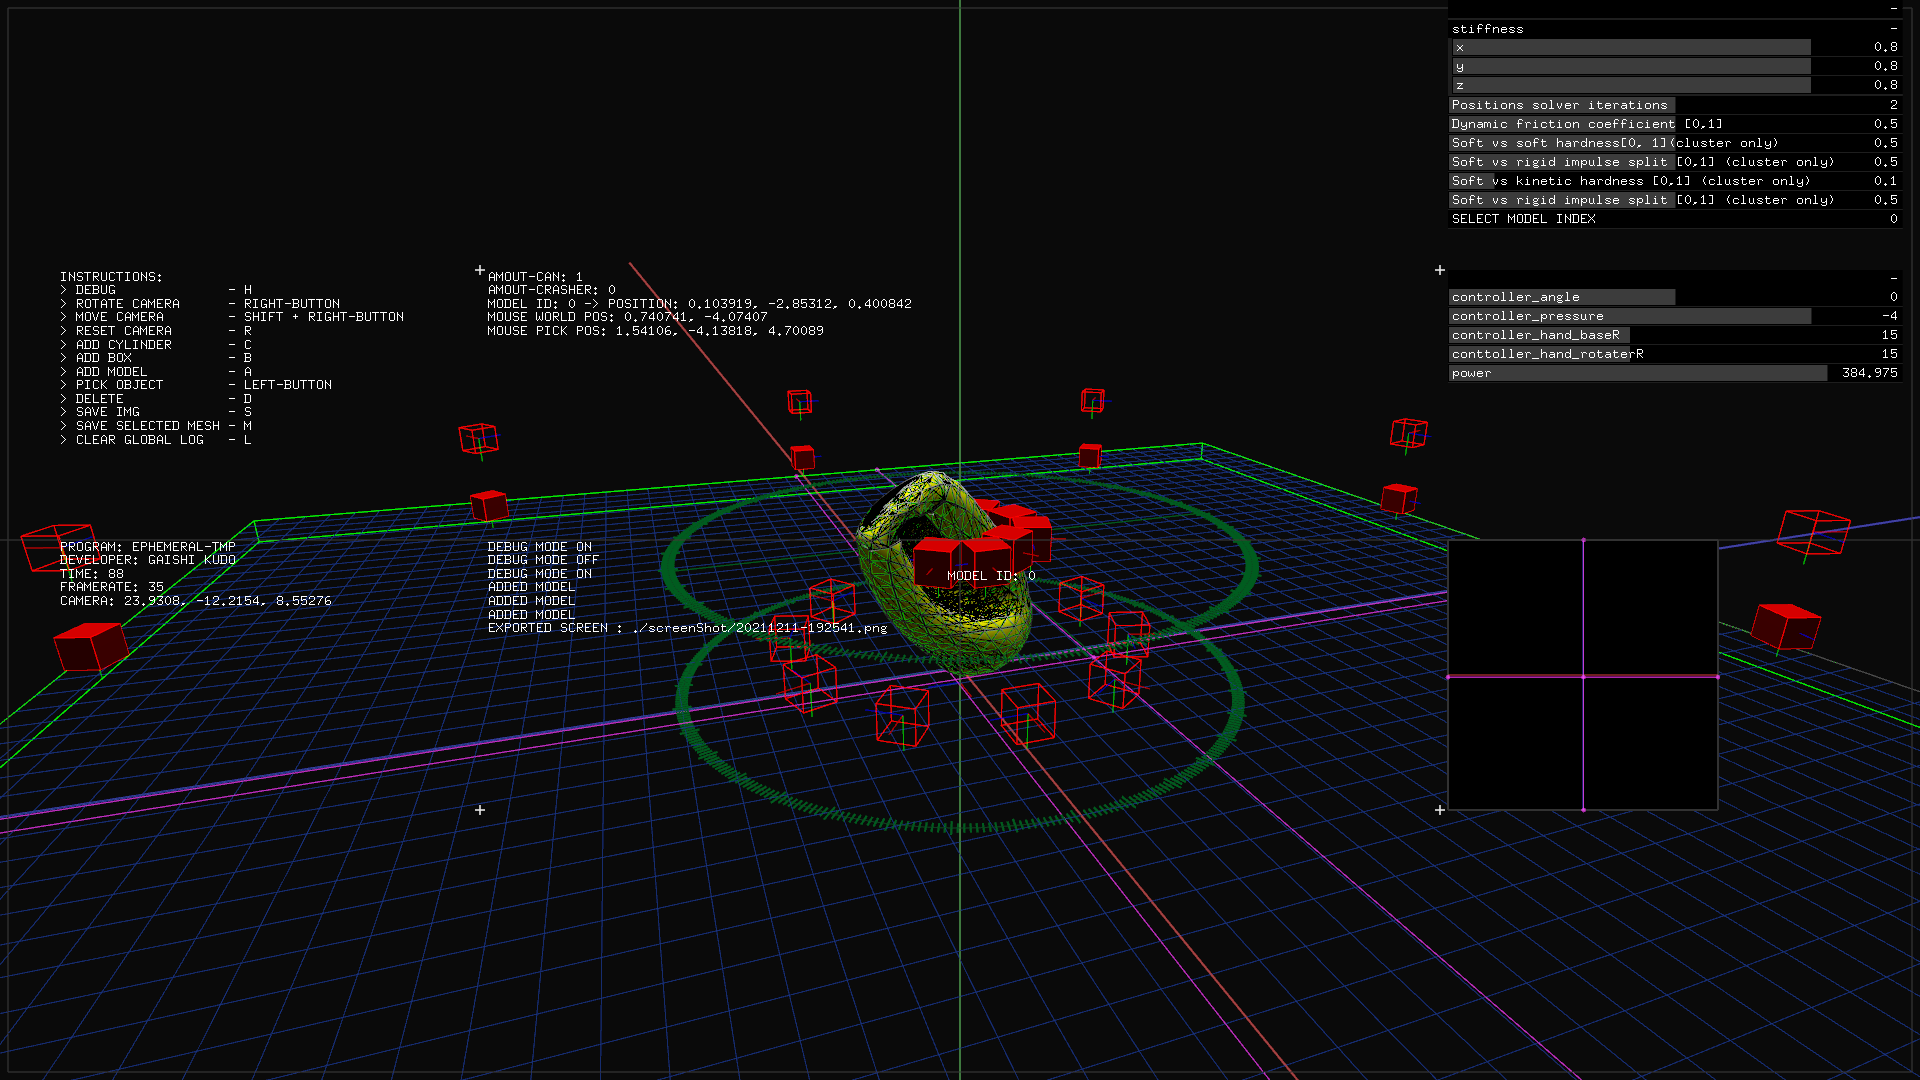 -
stiffness -
x 0.8
y 0.8
z 0.8
Positions solver iterations 2
Dynamic friction coefficient [0,1] 0.5
Soft vs soft hardness[0, 1](cluster only) 0.5
Soft vs rigid impulse split [0,1] (cluster only) 0.5
Soft vs kinetic hardness [0,1] (cluster only) 0.1
Soft vs rigid impulse split [0,1] (cluster only) 0.5
SELECT MODEL INDEX 0
INSTRUCTIONS:
> DEBUG - H
> ROTATE CAMERA - RIGHT-BUTTON
> MOVE CAMERA - SHIFT + RIGHT-BUTTON
> RESET CAMERA - R
> ADD CYLINDER - C
> ADD BOX - B
> ADD MODEL - A
> PICK OBJECT - LEFT-BUTTON
> DELETE - D
> SAVE IMG - S
> SAVE SELECTED MESH - M
> CLEAR GLOBAL LOG - L
AMOUT-CAN: 1
AMOUT-CRASHER: 0
MODEL ID: 0 -> POSITION: 0.103919, -2.85312, 0.400842
MOUSE WORLD POS: 0.740741, -4.07407
MOUSE PICK POS: 1.54106, -4.13818, 4.70089
-
controller_angle 0
controller_pressure -4
controller_hand_baseR 15
conttoller_hand_rotaterR 15
power 384.975
PROGRAM: EPHEMERAL-TMP
DEVELOPER: GAISHI KUDO
TIME: 88
FRAMERATE: 35
CAMERA: 23.9308, -12.2154, 8.55276
DEBUG MODE ON
DEBUG MODE OFF
DEBUG MODE ON
ADDED MODEL
ADDED MODEL
ADDED MODEL
EXPORTED SCREEN : ./screenShot/20211211-192541.png
MODEL ID: 0